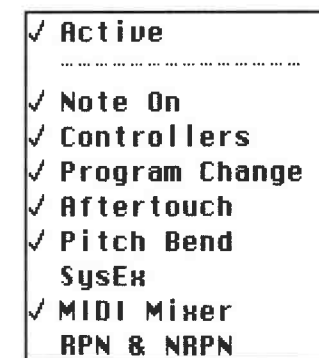 ✓ Active
✓ Note On
✓ Controllers
✓ Program Change
✓ Aftertouch
✓ Pitch Bend
SysEx
✓ MIDI Mixer
RPN & NRPN